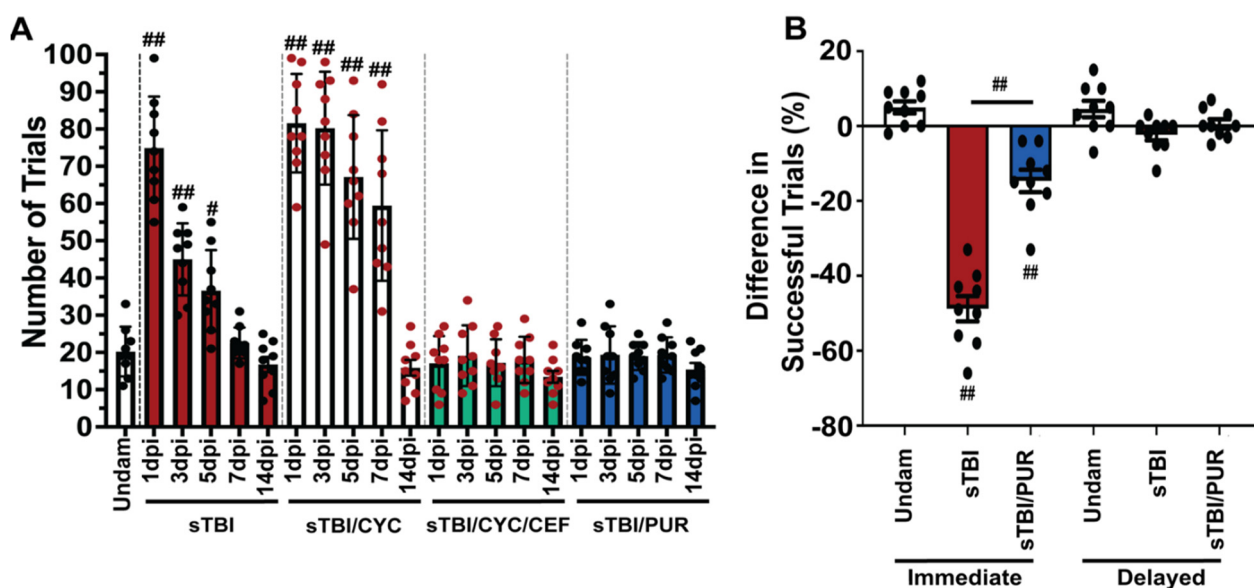 A
Number of Trials
100
90
80
70
60
50
40
30
20
10
0
## ## # ## ## ## ##
Undam 1dpi 3dpi 5dpi 7dpi 14dpi 1dpi 3dpi 5dpi 7dpi 14dpi 1dpi 3dpi 5dpi 7dpi 14dpi 1dpi 3dpi 5dpi 7dpi 14dpi
sTBI sTBI/CYC sTBI/CYC/CEF sTBI/PUR
B
Difference in
Successful Trials (%)
20
0
-20
-40
-60
-80
##
##
##
Undam sTBI sTBI/PUR Undam sTBI sTBI/PUR
Immediate Delayed